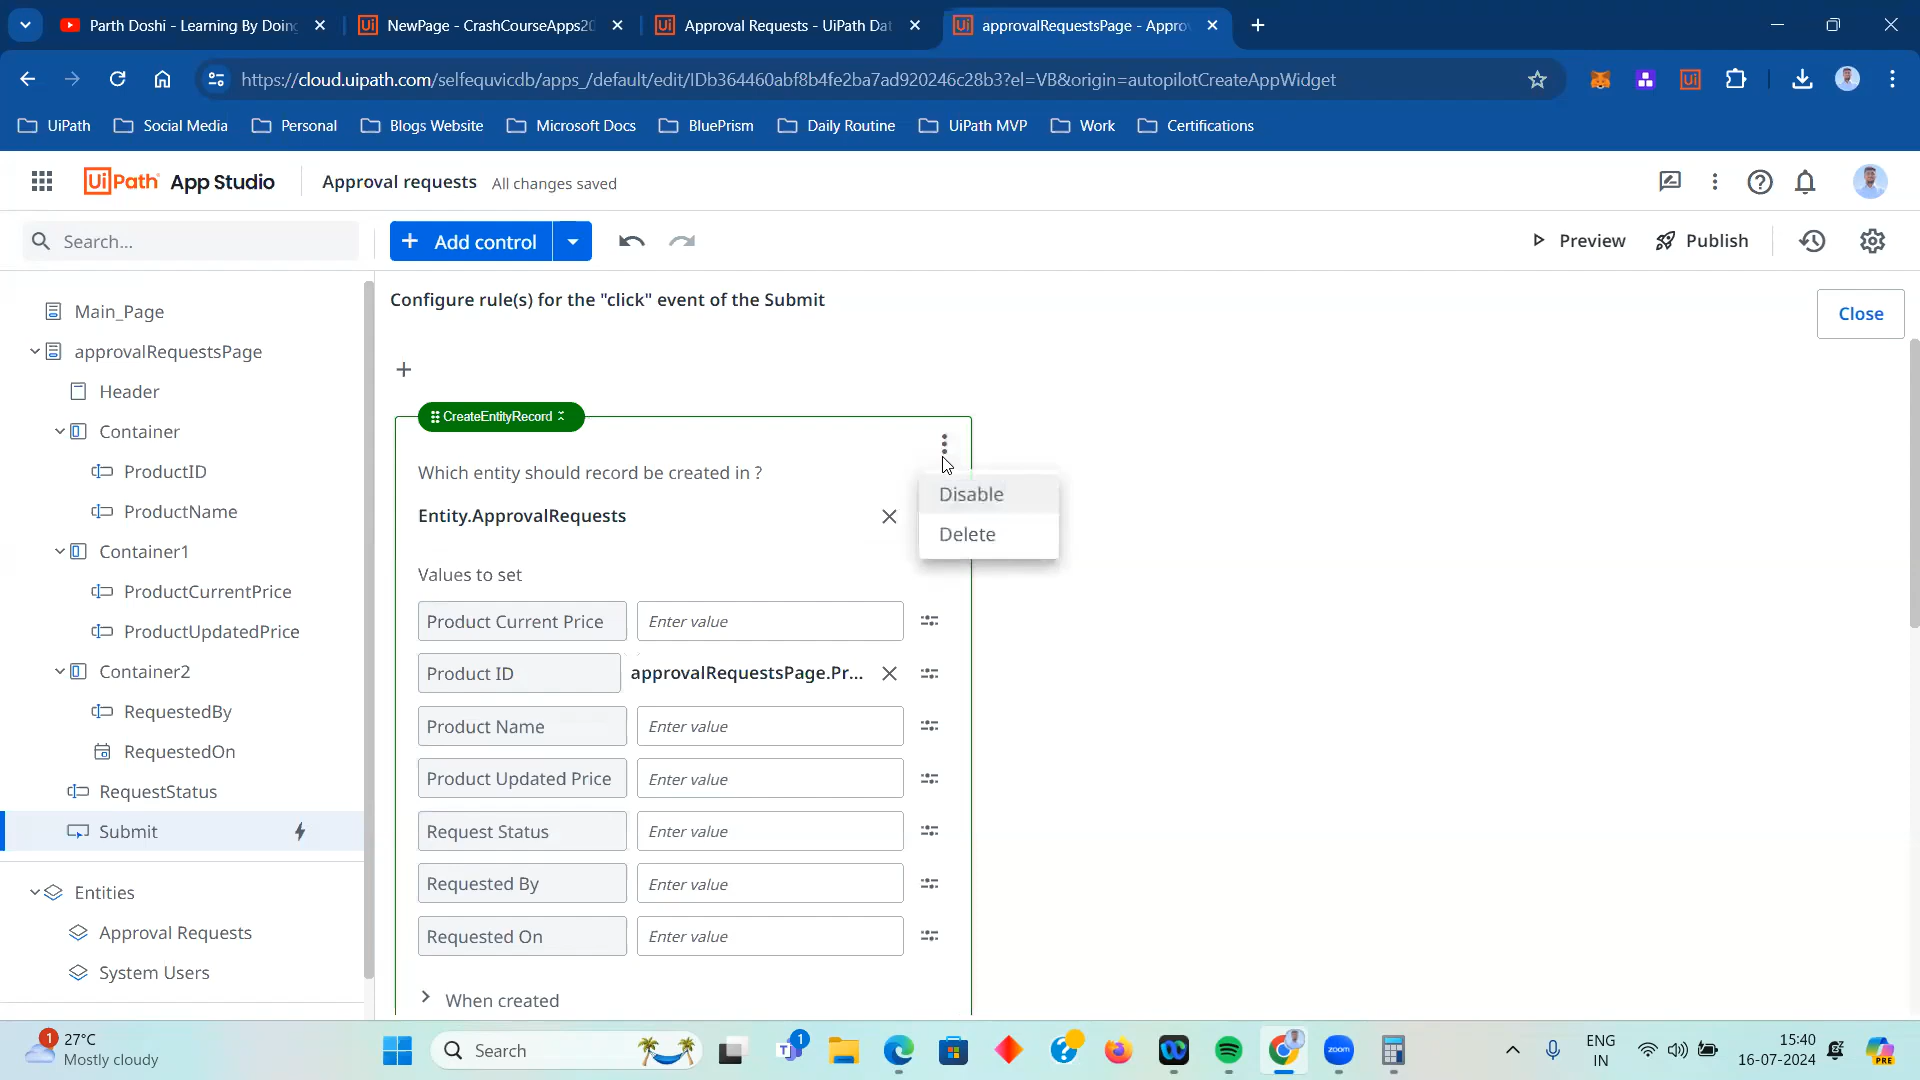 Parth Doshi - Learning By Doing
NewPage - CrashCourseApps20
Approval Requests - UiPath Dat
approvalRequestsPage - Appro
https://cloud.uipath.com/selfequvicdb/apps_/default/edit/IDb364460abf8b4fe2ba7ad920246c28b3?el=VB&origin=autopilotCreateAppWidget
UiPath
Social Media
Personal
Blogs Website
Microsoft Docs
BluePrism
Daily Routine
UiPath MVP
Work
Certifications
UiPath App Studio
Approval requests
All changes saved
Search...
Add control
Preview
Publish
Main_Page
approvalRequestsPage
Header
Container
ProductID
ProductName
Container1
ProductCurrentPrice
ProductUpdatedPrice
Container2
RequestedBy
RequestedOn
RequestStatus
Submit
Entities
Approval Requests
System Users
Configure rule(s) for the "click" event of the Submit
Close
CreateEntityRecord
Which entity should record be created in ?
Entity.ApprovalRequests
Disable
Delete
Values to set
Product Current Price Enter value
Product ID approvalRequestsPage.Pr...
Product Name Enter value
Product Updated Price Enter value
Request Status Enter value
Requested By Enter value
Requested On Enter value
When created
1
27°C
Mostly cloudy
Search
1
zoom
PRE
ENG
IN
15:40
16-07-2024